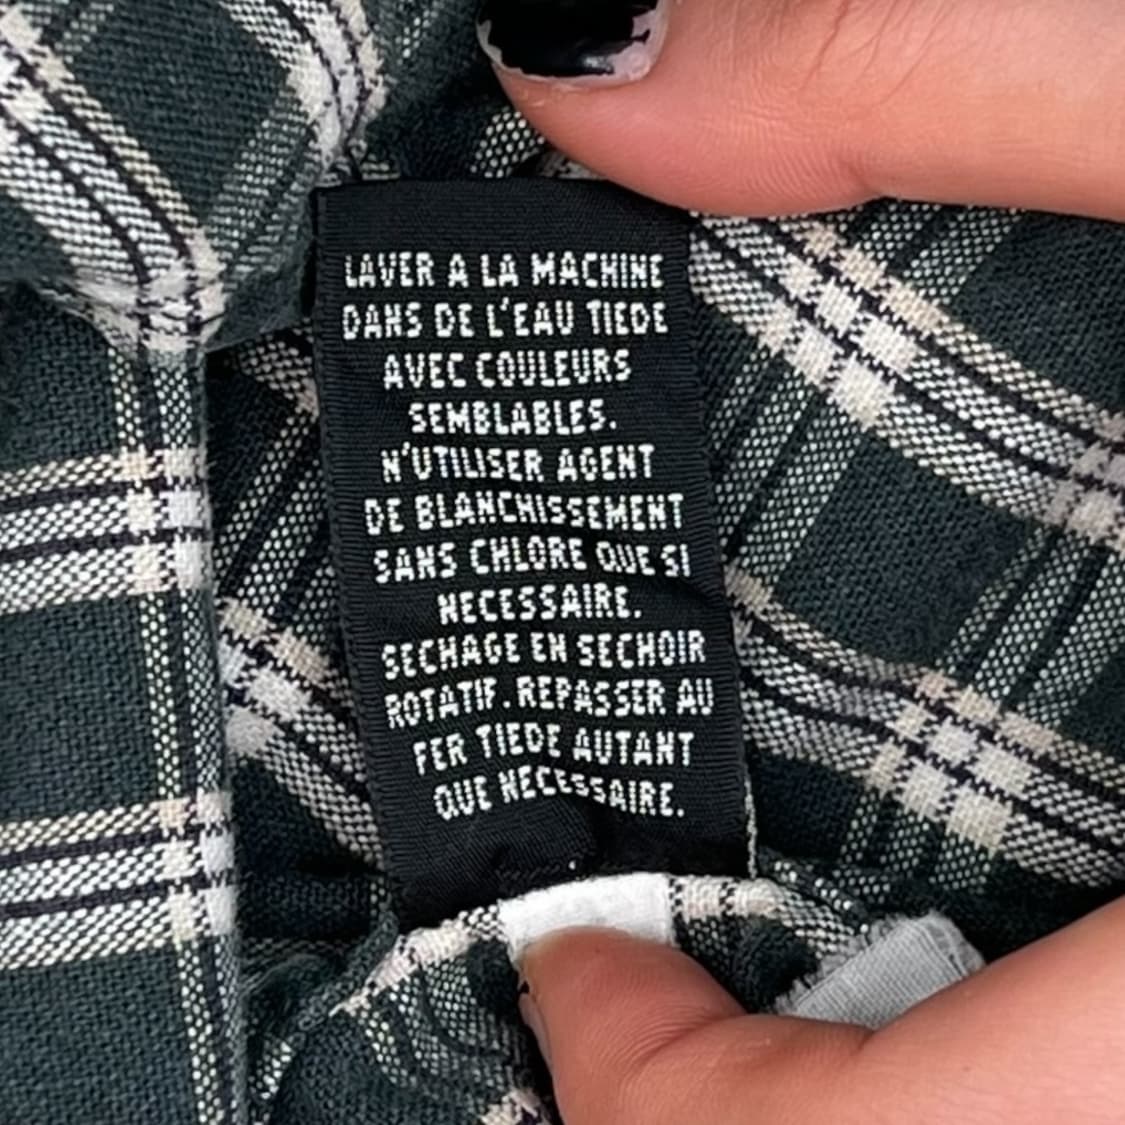 LAVER A LA MACHINE
DANS DE L'EAU TIEDE
AVEC COULEURS
SEMBLABLES.
N'UTILISER AGENT
DE BLANCHISSEMENT
SANS CHLORE QUE SI
NECESSAIRE.
SECHAGE EN SECHOIR
ROTATIF. REPASSER AU
FER TIEDE AUTANT
QUE NECESSAIRE.